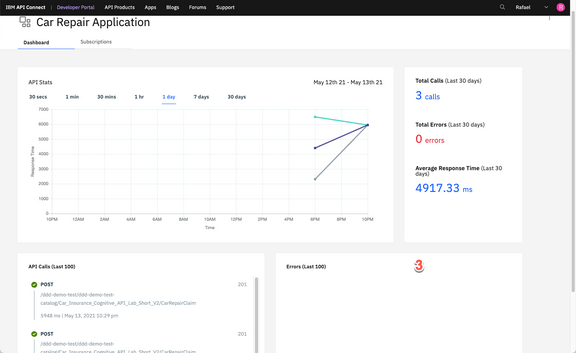 IBM API Connect Developer Portal API Products Apps Blogs Forums Support Rafael
Car Repair Application
Dashboard Subscriptions
API Stats May 12th 21 - May 13th 21
30 secs 1 min 30 mins 1 hr 1 day 7 days 30 days
7000
6000
5000
4000
3000
2000
1000
0
Response Time
10PM 12AM 2AM 4AM 6AM 8AM 10AM 12PM 2PM 4PM 6PM 8PM 10PM
Time
Total Calls (Last 30 days)
3 calls
Total Errors (Last 30 days)
0 errors
Average Response Time (Last 30
days)
4917.33 ms
API Calls (Last 100)
POST 201
/ddd-demo-test/ddd-demo-test-
catalog/Car_Insurance_Cognitive_API_Lab_Short_V2/CarRepairClaim
5948 ms | May 13, 2021 10:29 pm
POST 201
/ddd-demo-test/ddd-demo-test-
catalog/Car_Insurance_Cognitive_API_Lab_Short_V2/CarRepairClaim
Errors (Last 100)
3